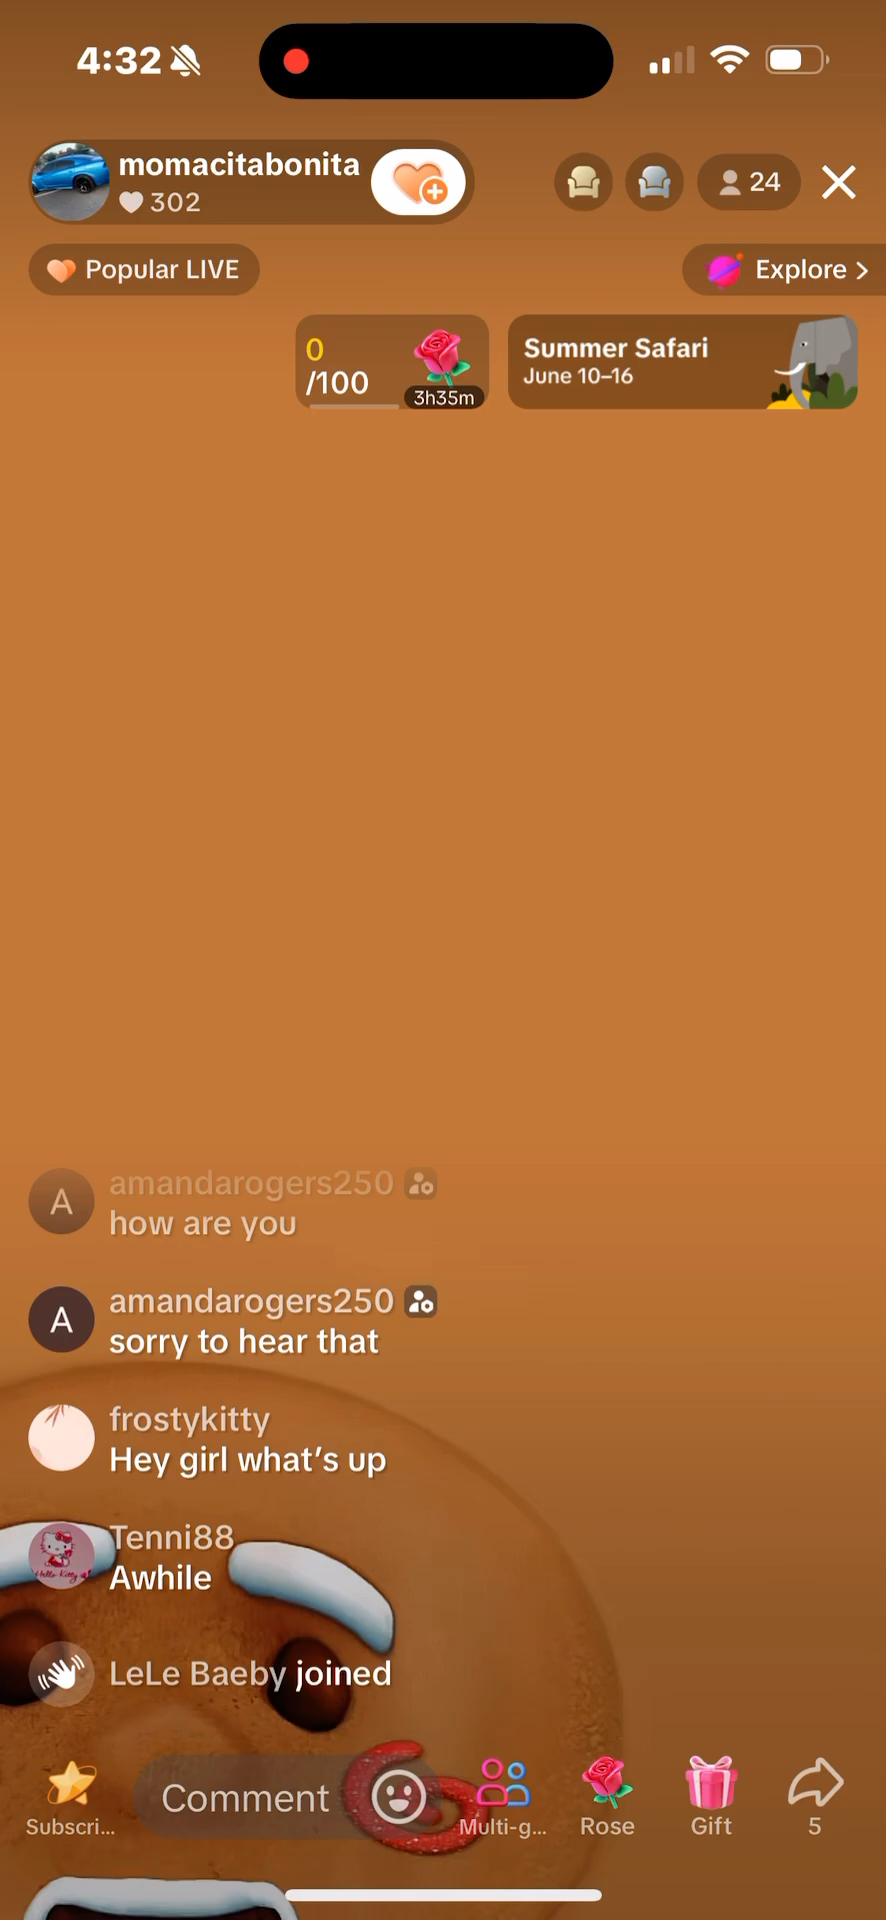 4:32
momacitabonita
302
24
Popular LIVE
Explore >
0
/100
3h35m
Summer Safari
June 10–16
A
amandarogers250
how are you
A
amandarogers250
sorry to hear that
frostykitty
Hey girl what's up
Tenni88
Awhile
Hello Kitty
LeLe Baeby joined
Comment
Subscri...
Multi-g...
Rose
Gift
5